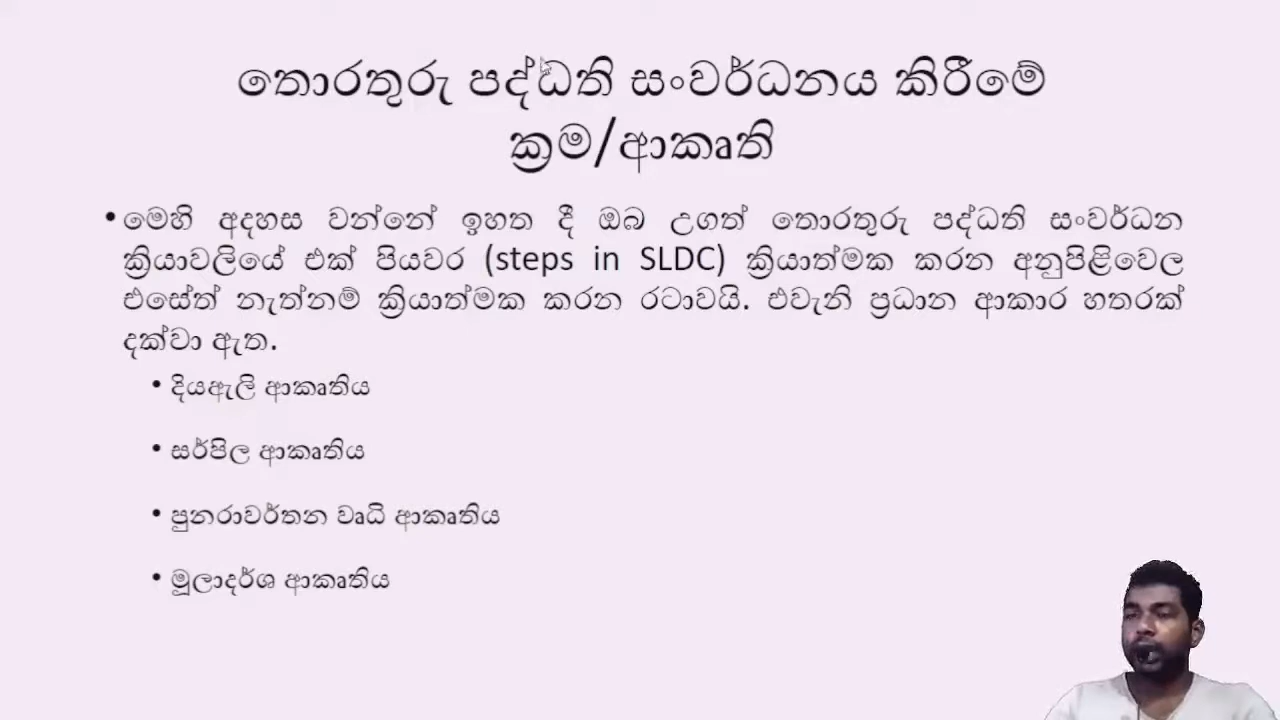 තොරතුරු පද්ධති සංවර්ධනය කිරීමේ
ක්‍රම/ආකෘති
• මෙහි අදහස වන්නේ ඉහත දී ඔබ උගත් තොරතුරු පද්ධති සංවර්ධන
ක්‍රියාවලියේ එක් පියවර (steps in SLDC) ක්‍රියාත්මක කරන අනුපිළිවෙල
එසේත් නැත්නම් ක්‍රියාත්මක කරන රටාවයි. එවැනි ප්‍රධාන ආකාර හතරක්
දක්වා ඇත.
• දියඇලි ආකෘතිය
• සර්පිල ආකෘතිය
• පුනරාවර්තන වෘධි ආකෘතිය
• මූලාදර්ශ ආකෘතිය